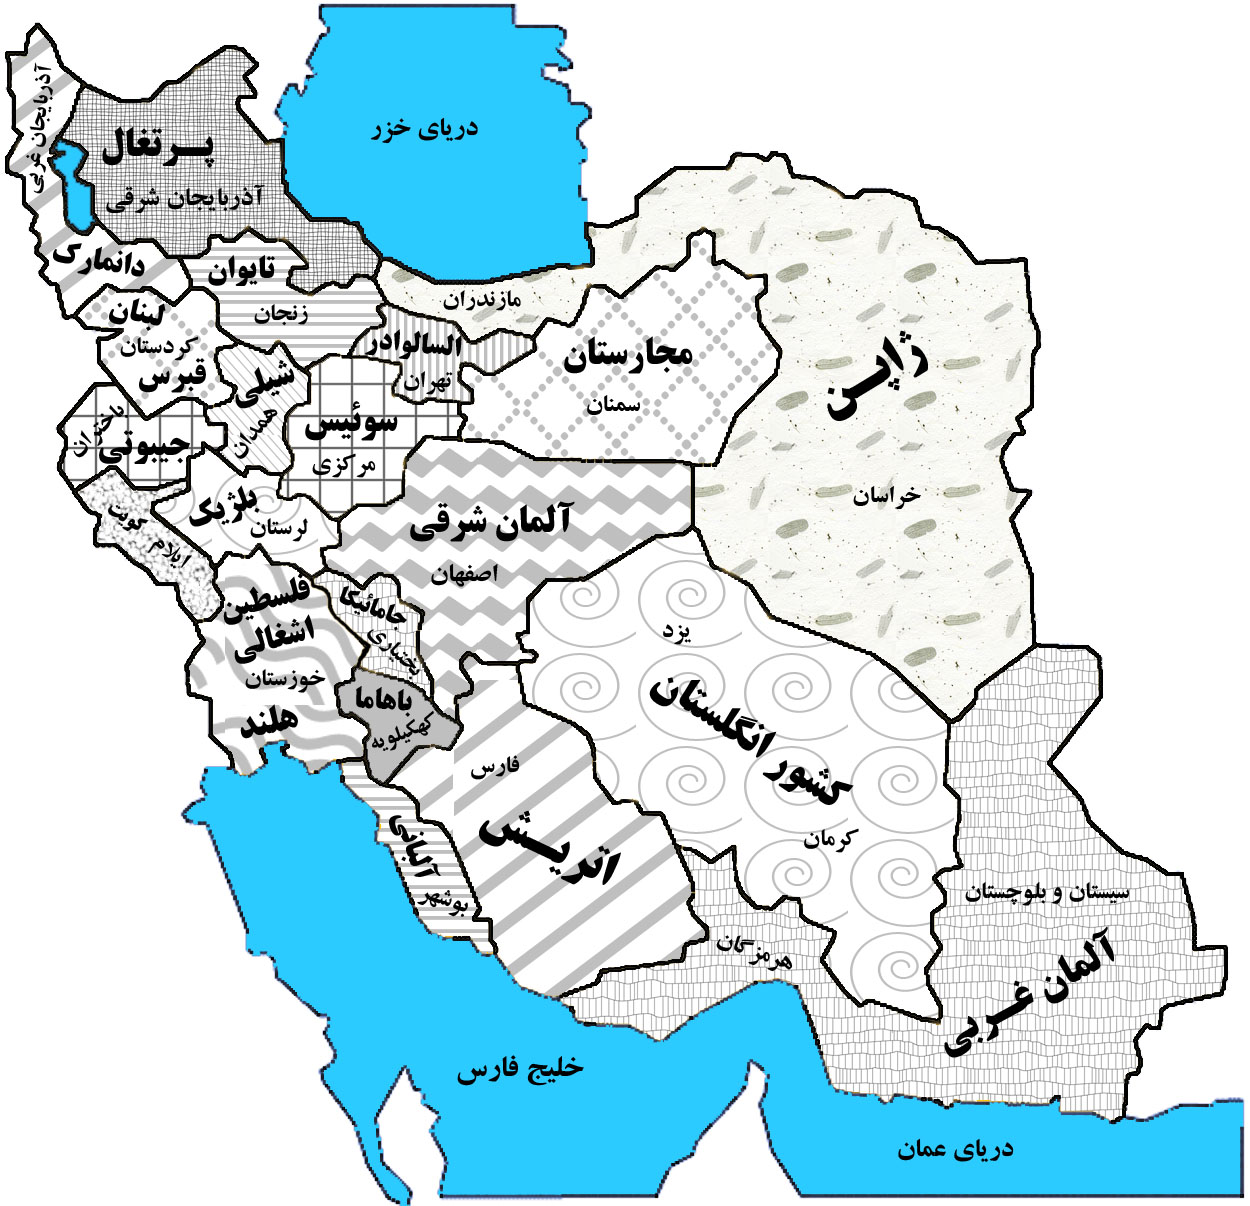 دریای خزر
آذربایجان غربی
پرتغال
آذربایجان شرقی
دانمارک
تایوان
زنجان
مازندران
لبنان
کردستان
قبرس
السالوادر
تهران
مجارستان
سمنان
ژاپن
خراسان
شیلی
همدان
سوئیس
مرکزی
باختران
جیبوتی
بلژیک
لرستان
آلمان شرقی
اصفهان
کویت
ایلام
فلسطین
اشغالی
خوزستان
هلند
جامائیکا
بختیاری
باهاما
کهکیلویه
یزد
کشور انگلستان
کرمان
فارس
اتریش
آلبانی
بوشهر
هرمزگان
سیستان و بلوچستان
آلمان غربی
خلیج فارس
دریای عمان